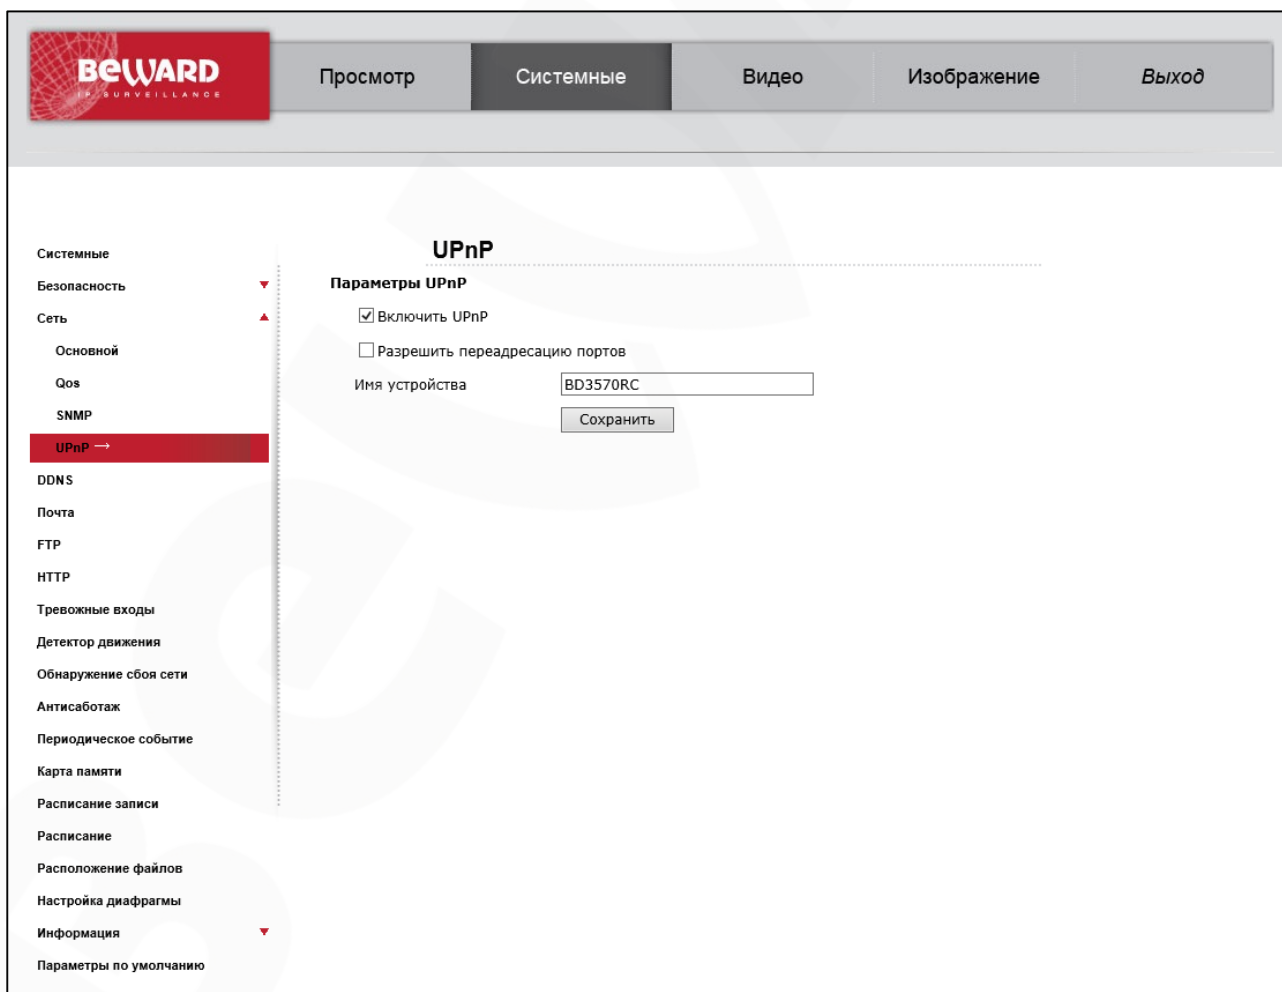 BEWARD
IP SURVEILLANCE
Просмотр
Системные
Видео
Изображение
Выход
Системные
Безопасность
Сеть
Основной
Qos
SNMP
UPnP →
DDNS
Почта
FTP
HTTP
Тревожные входы
Детектор движения
Обнаружение сбоя сети
Антисаботаж
Периодическое событие
Карта памяти
Расписание записи
Расписание
Расположение файлов
Настройка диафрагмы
Информация
Параметры по умолчанию
UPnP
Параметры UPnP
Включить UPnP
Разрешить переадресацию портов
Имя устройства BD3570RC
Сохранить